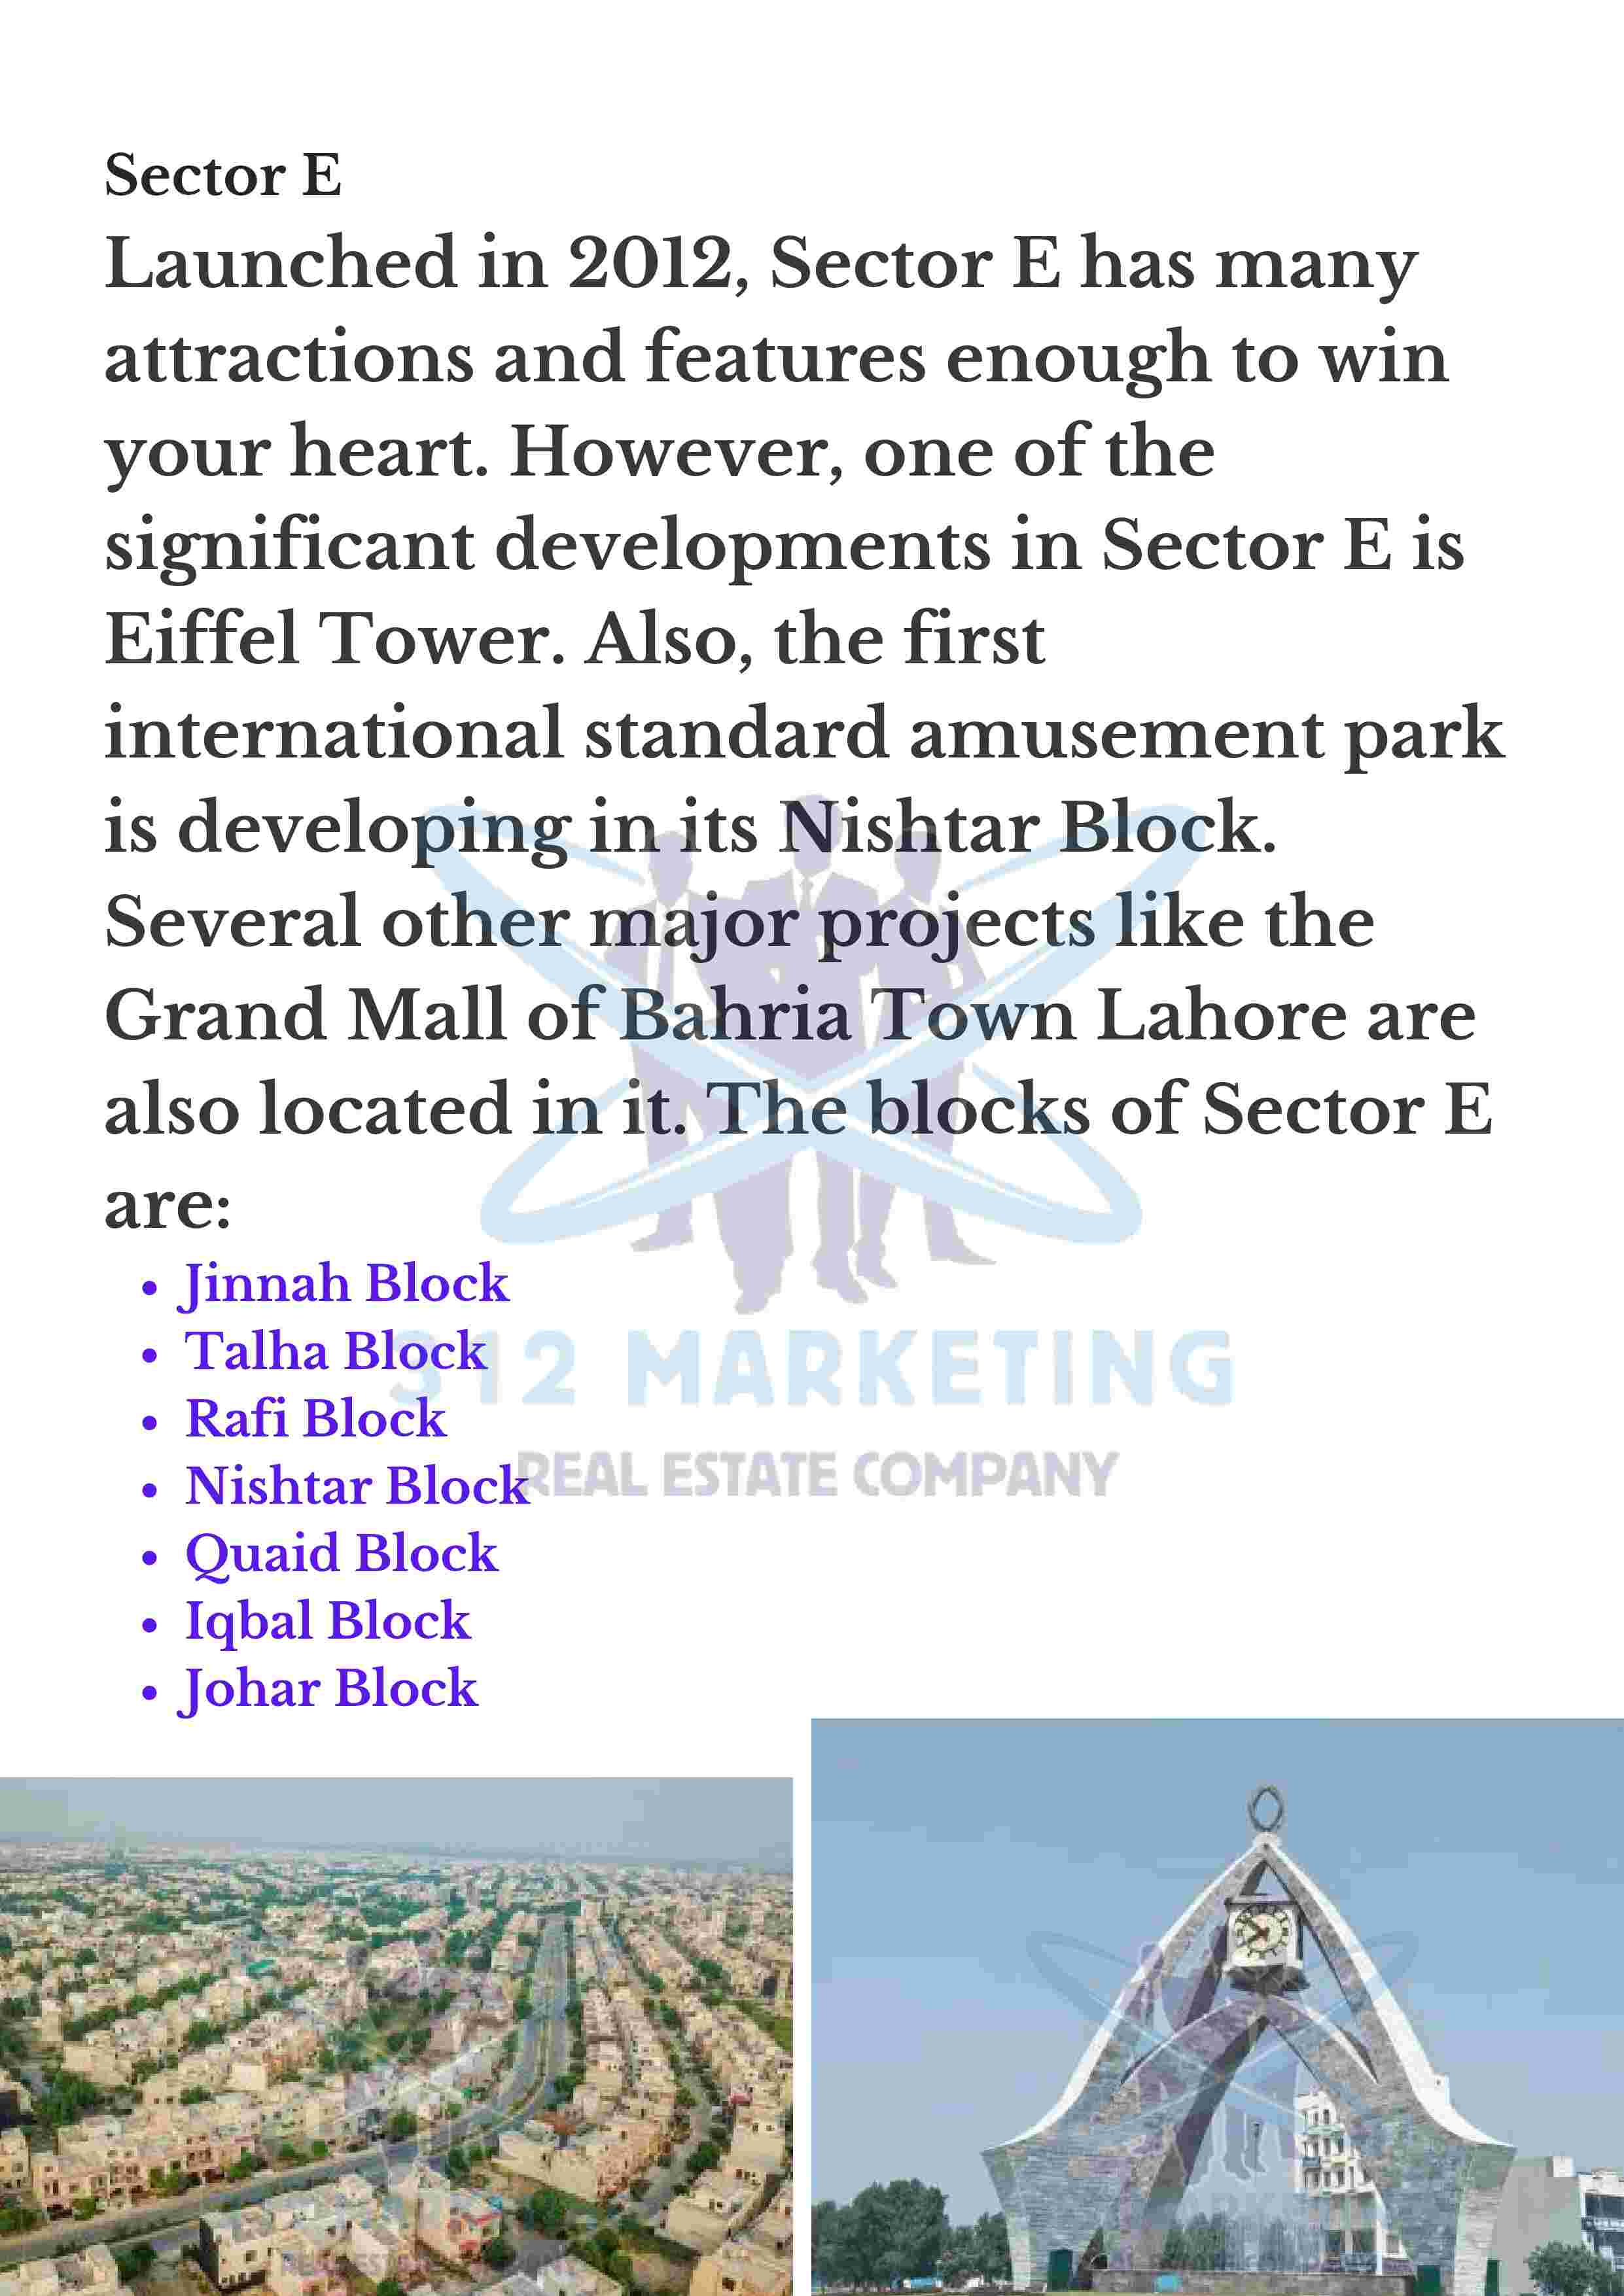 Sector E
Launched in 2012, Sector E has many
attractions and features enough to win
your heart. However, one of the
significant developments in Sector E is
Eiffel Tower. Also, the first
international standard amusement park
is developing in its Nishtar Block.
Several other major projects like the
Grand Mall of Bahria Town Lahore are
also located in it. The blocks of Sector E
are:
• Jinnah Block
• Talha Block
• Rafi Block
• Nishtar Block
• Quaid Block
• Iqbal Block
• Johar Block
312 MARKETING
REAL ESTATE COMPANY